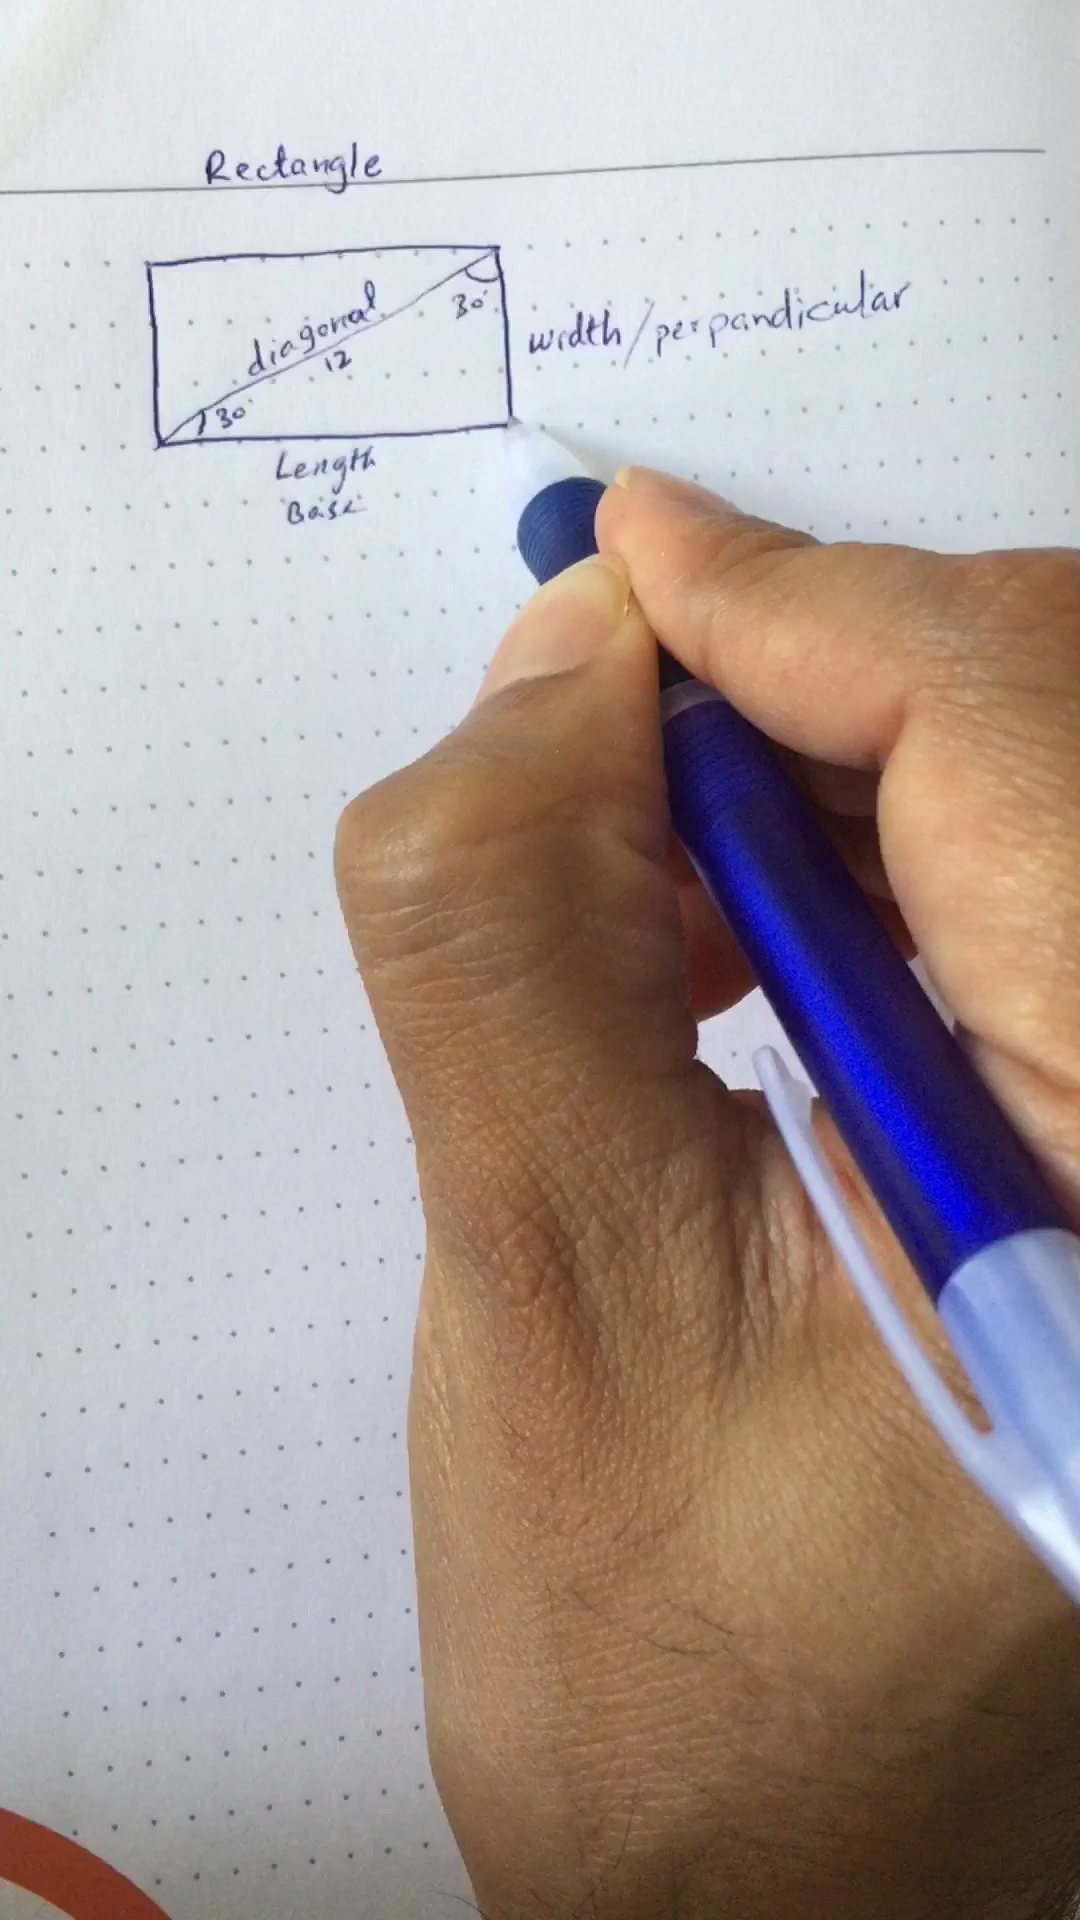 Rectangle
diagonal
30°
width/perpandicular
12
30°
Length
Base